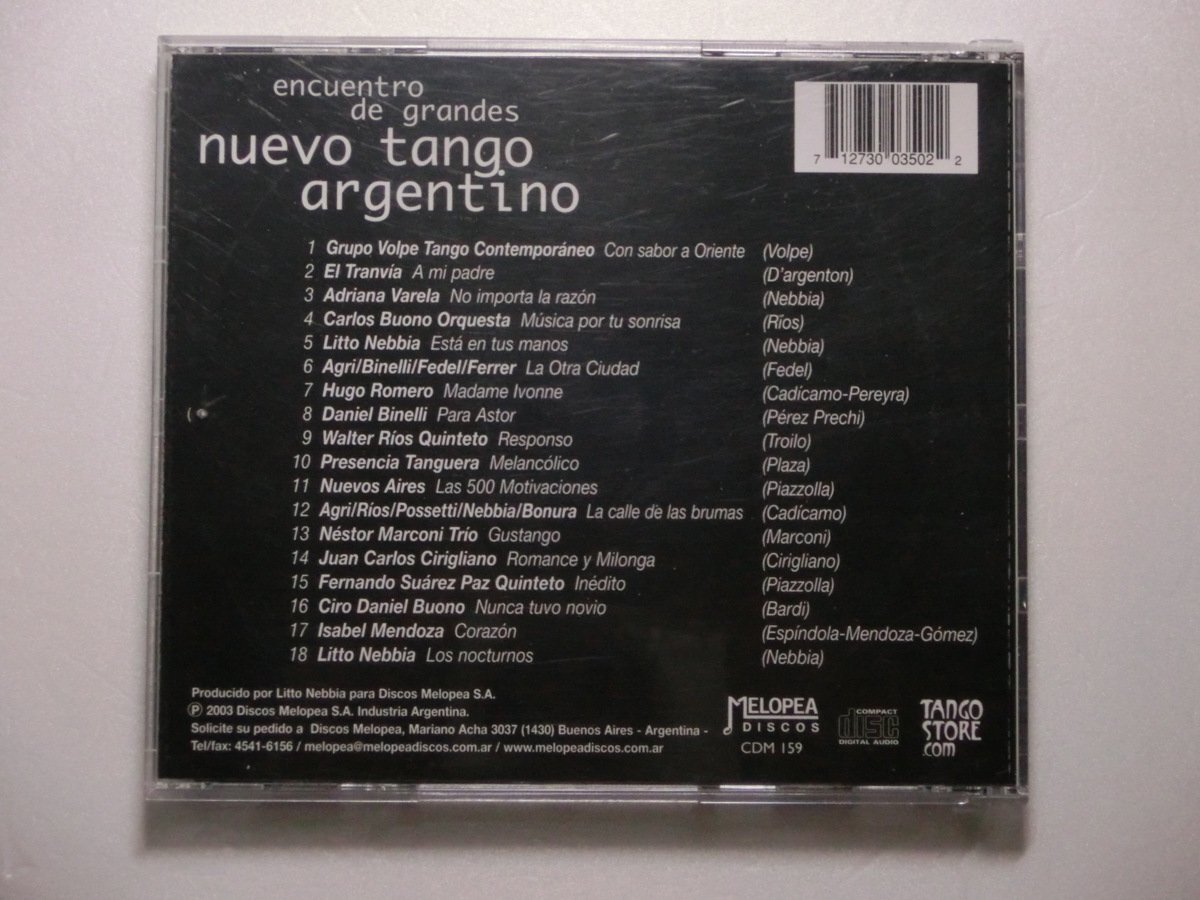 encuentro
de grandes
nuevo tango
argentino
7 12730 03502 2
1 Grupo Volpe Tango Contemporáneo Con sabor a Oriente (Volpe)
2 El Tranvía A mi padre (D'argenton)
3 Adriana Varela No importa la razón (Nebbia)
4 Carlos Buono Orquesta Música por tu sonrisa (Ríos)
5 Litto Nebbia Está en tus manos (Nebbia)
6 Agri/Binelli/Fedel/Ferrer La Otra Ciudad (Fedel)
7 Hugo Romero Madame Ivonne (Cadícamo-Pereyra)
8 Daniel Binelli Para Astor (Pérez Prechi)
9 Walter Ríos Quinteto Responso (Troilo)
10 Presencia Tanguera Melancólico (Plaza)
11 Nuevos Aires Las 500 Motivaciones (Piazzolla)
12 Agri/Ríos/Possetti/Nebbia/Bonura La calle de las brumas (Cadícamo)
13 Néstor Marconi Trío Gustango (Marconi)
14 Juan Carlos Cirigliano Romance y Milonga (Cirigliano)
15 Fernando Suárez Paz Quinteto Inédito (Piazzolla)
16 Ciro Daniel Buono Nunca tuvo novio (Bardi)
17 Isabel Mendoza Corazón (Espíndola-Mendoza-Gómez)
18 Litto Nebbia Los nocturnos (Nebbia)
Producido por Litto Nebbia para Discos Melopea S.A.
℗ 2003 Discos Melopea S.A. Industria Argentina.
Solicite su pedido a Discos Melopea, Mariano Acha 3037 (1430) Buenos Aires - Argentina -
Tel/fax: 4541-6156 / melopea@melopeadiscos.com.ar / www.melopeadiscos.com.ar
MELOPEA
DISCOS
CDM 159
COMPACT
disc
DIGITAL AUDIO
TANGO
STORE
.com